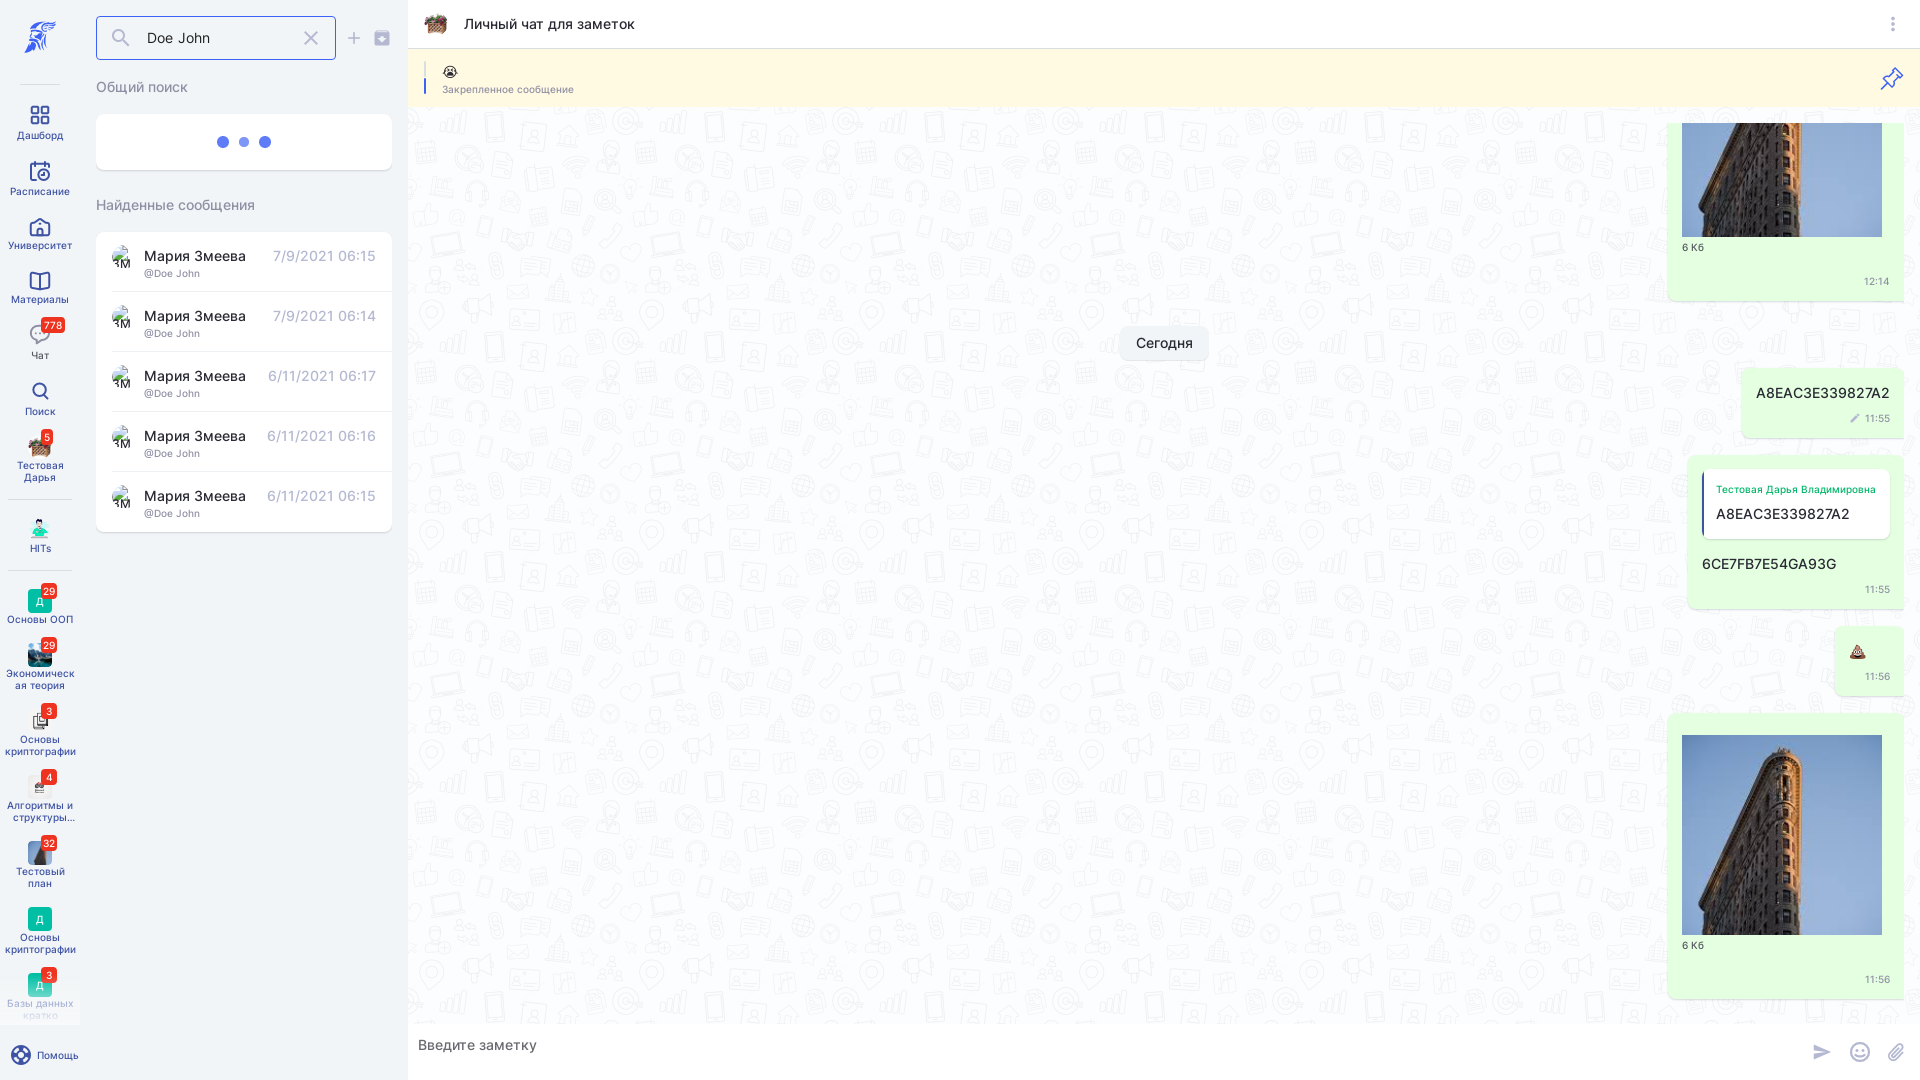 Doe John
Общий поиск
Найденные сообщения
Мария Змеева 7/9/2021 06:15
@Doe John
Мария Змеева 7/9/2021 06:14
@Doe John
Мария Змеева 6/11/2021 06:17
@Doe John
Мария Змеева 6/11/2021 06:16
@Doe John
Мария Змеева 6/11/2021 06:15
@Doe John
Дашборд
Расписание
Университет
Материалы
778
Чат
Поиск
5
Тестовая
Дарья
HITs
29
Д
Основы ООП
29
Экономическ
ая теория
3
Основы
криптографии
4
Алгоритмы и
структуры...
32
Тестовый
план
Д
Основы
криптографии
3
Д
Базы данных
кратко
Помощь
Личный чат для заметок
😭
Закрепленное сообщение
6 Кб
12:14
Сегодня
A8EAC3E339827A2
11:55
Тестовая Дарья Владимировна
A8EAC3E339827A2
6CE7FB7E54GA93G
11:55
💩
11:56
6 Кб
11:56
Введите заметку